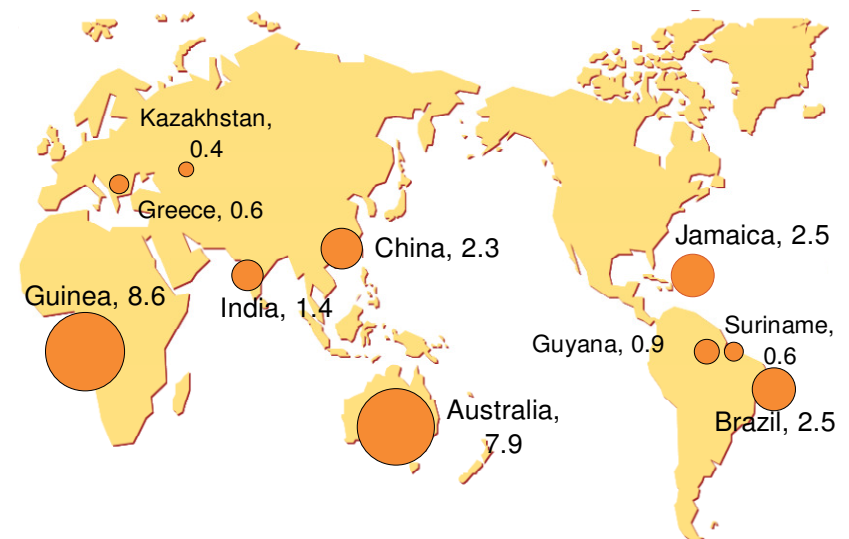 Kazakhstan,
0.4
Greece, 0.6
China, 2.3
Jamaica, 2.5
Guinea, 8.6
India, 1.4
Suriname,
0.6
Guyana, 0.9
Australia,
7.9
Brazil, 2.5